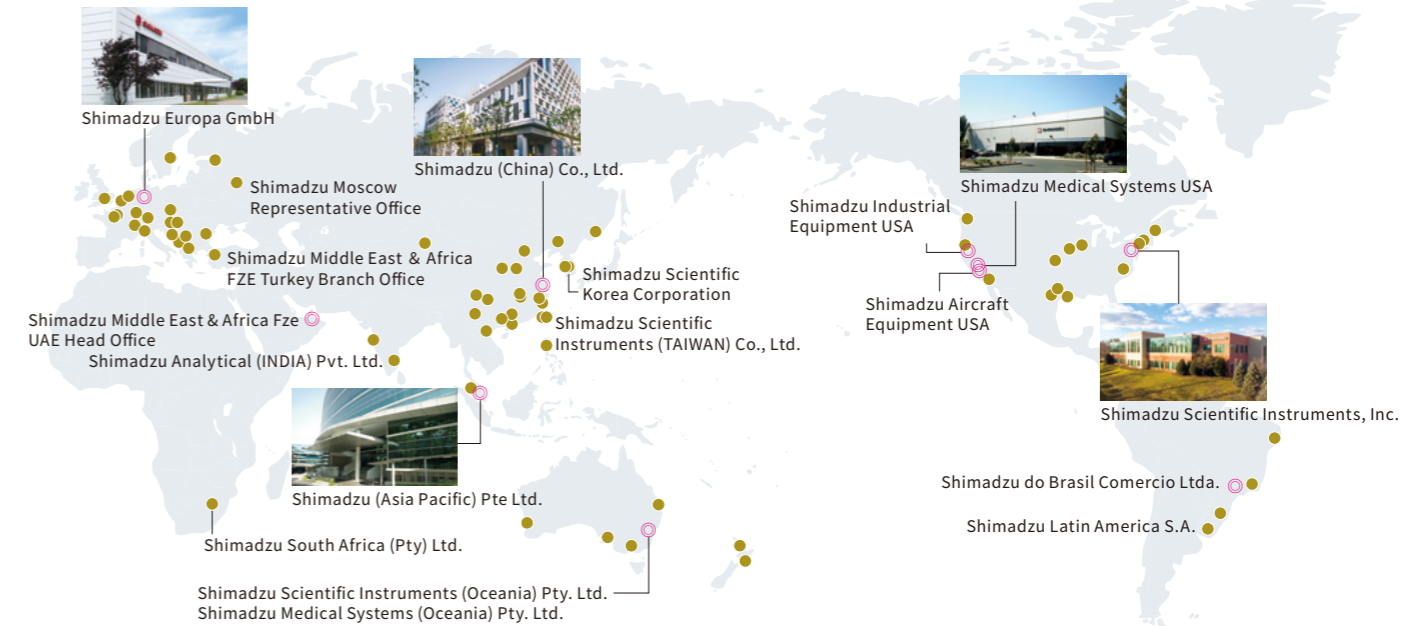 Shimadzu Europa GmbH
Shimadzu (China) Co., Ltd.
Shimadzu Moscow
Representative Office
Shimadzu Middle East & Africa
FZE Turkey Branch Office
Shimadzu Scientific
Korea Corporation
Shimadzu Middle East & Africa Fze
UAE Head Office
Shimadzu Scientific
Instruments (TAIWAN) Co., Ltd.
Shimadzu Analytical (INDIA) Pvt. Ltd.
Shimadzu (Asia Pacific) Pte Ltd.
Shimadzu South Africa (Pty) Ltd.
Shimadzu Scientific Instruments (Oceania) Pty. Ltd.
Shimadzu Medical Systems (Oceania) Pty. Ltd.
Shimadzu Medical Systems USA
Shimadzu Industrial
Equipment USA
Shimadzu Aircraft
Equipment USA
Shimadzu Scientific Instruments, Inc.
Shimadzu do Brasil Comercio Ltda.
Shimadzu Latin America S.A.